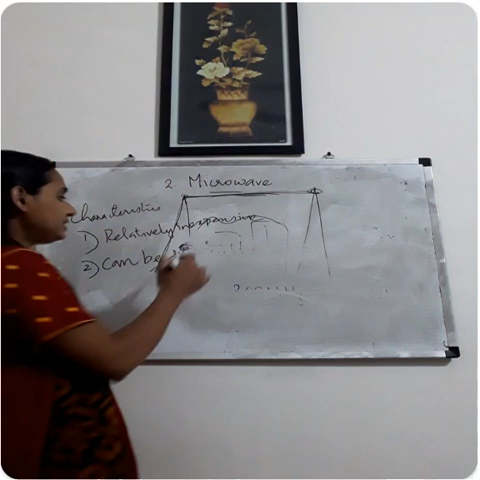 2 Microwave
Characteristics
1) Relatively inexpensive
2) Can be